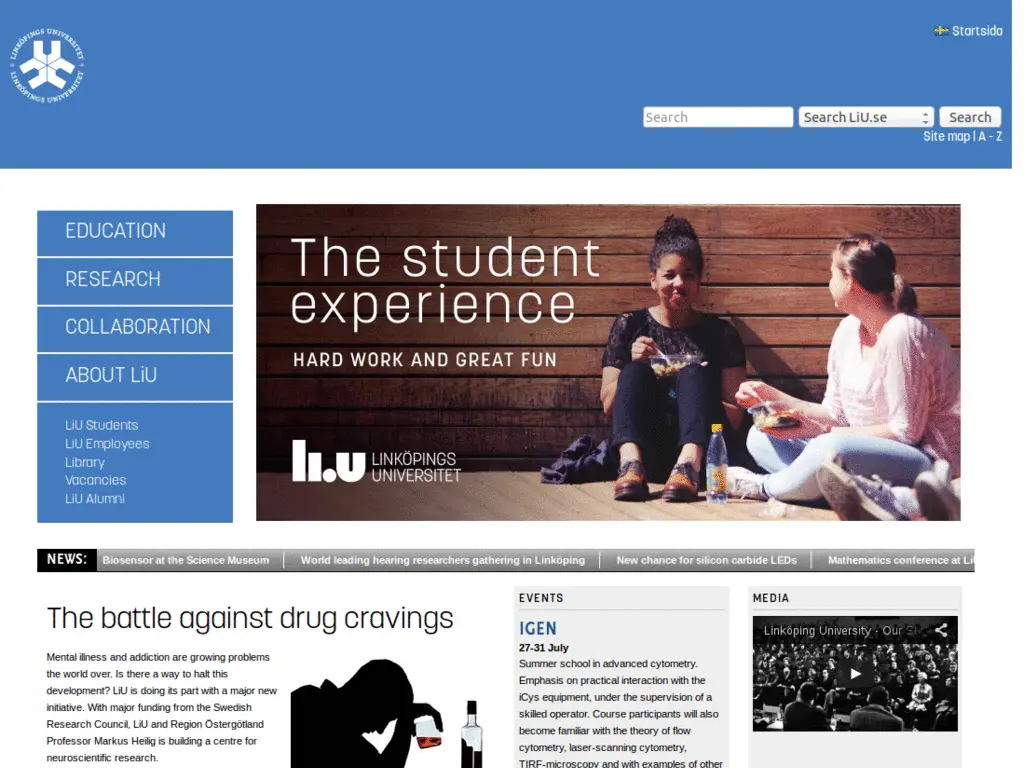 LINKÖPINGS UNIVERSITET
LINKÖPINGS UNIVERSITET
Startsida
Search
Search LiU.se
Search
Site map | A - Z
EDUCATION
RESEARCH
COLLABORATION
ABOUT LiU
LiU Students
LiU Employees
Library
Vacancies
LiU Alumni
The student
experience
HARD WORK AND GREAT FUN
li.u LINKÖPINGS
UNIVERSITET
NEWS: Biosensor at the Science Museum | World leading hearing researchers gathering in Linköping | New chance for silicon carbide LEDs | Mathematics conference at Li
The battle against drug cravings
Mental illness and addiction are growing problems
the world over. Is there a way to halt this
development? LiU is doing its part with a major new
initiative. With major funding from the Swedish
Research Council, LiU and Region Östergötland
Professor Markus Heilig is building a centre for
neuroscientific research.
EVENTS
IGEN
27-31 July
Summer school in advanced cytometry.
Emphasis on practical interaction with the
iCys equipment, under the supervision of a
skilled operator. Course participants will also
become familiar with the theory of flow
cytometry, laser-scanning cytometry,
TIRF-microscopy and with examples of other
MEDIA
Linköping University - Our